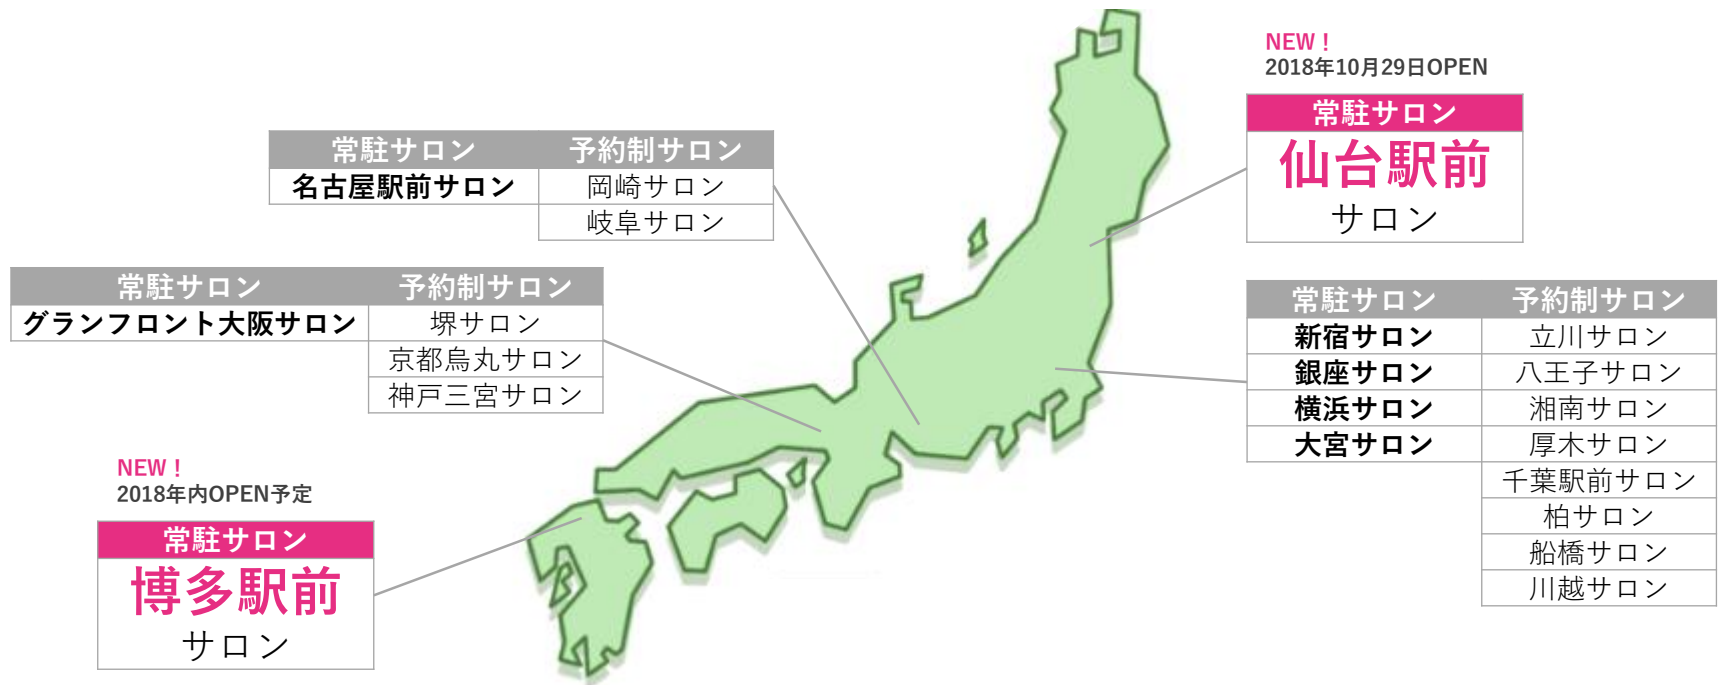 NEW！
2018年10月29日OPEN
常駐サロン
仙台駅前
サロン
常駐サロン 予約制サロン
名古屋駅前サロン 岡崎サロン
岐阜サロン
常駐サロン 予約制サロン
グランフロント大阪サロン 堺サロン
京都烏丸サロン
神戸三宮サロン
常駐サロン 予約制サロン
新宿サロン 立川サロン
銀座サロン 八王子サロン
横浜サロン 湘南サロン
大宮サロン 厚木サロン
千葉駅前サロン
柏サロン
船橋サロン
川越サロン
NEW！
2018年内OPEN予定
常駐サロン
博多駅前
サロン